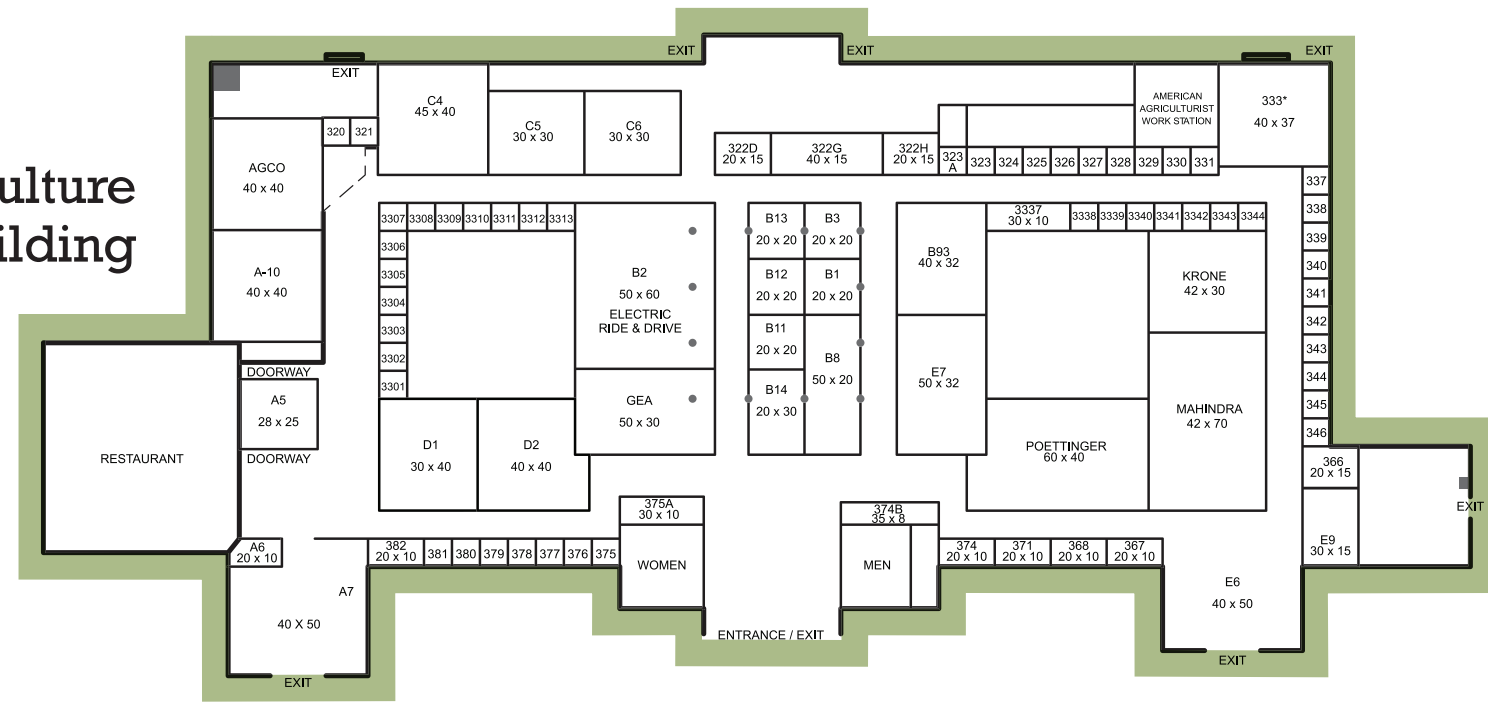 ulture
ilding
EXIT
EXIT
EXIT
EXIT
C4
45 x 40
C5
30 x 30
C6
30 x 30
AMERICAN
AGRICULTURIST
WORK STATION
333*
40 x 37
320
321
322D
20 x 15
322G
40 x 15
322H
20 x 15
323
A
323
324
325
326
327
328
329
330
331
AGCO
40 x 40
A-10
40 x 40
3307
3308
3309
3310
3311
3312
3313
3306
3305
3304
3303
3302
3301
B2
50 x 60
ELECTRIC
RIDE & DRIVE
GEA
50 x 30
B13
20 x 20
B3
20 x 20
B12
20 x 20
B1
20 x 20
B11
20 x 20
B8
50 x 20
B14
20 x 30
B93
40 x 32
E7
50 x 32
3337
30 x 10
3338
3339
3340
3341
3342
3343
3344
KRONE
42 x 30
MAHINDRA
42 x 70
POETTINGER
60 x 40
337
338
339
340
341
342
343
344
345
346
DOORWAY
A5
28 x 25
DOORWAY
RESTAURANT
D1
30 x 40
D2
40 x 40
366
20 x 15
EXIT
E9
30 x 15
375A
30 x 10
374B
35 x 8
A6
20 x 10
382
20 x 10
381
380
379
378
377
376
375
WOMEN
MEN
374
20 x 10
371
20 x 10
368
20 x 10
367
20 x 10
A7
40 X 50
E6
40 x 50
ENTRANCE / EXIT
EXIT
EXIT